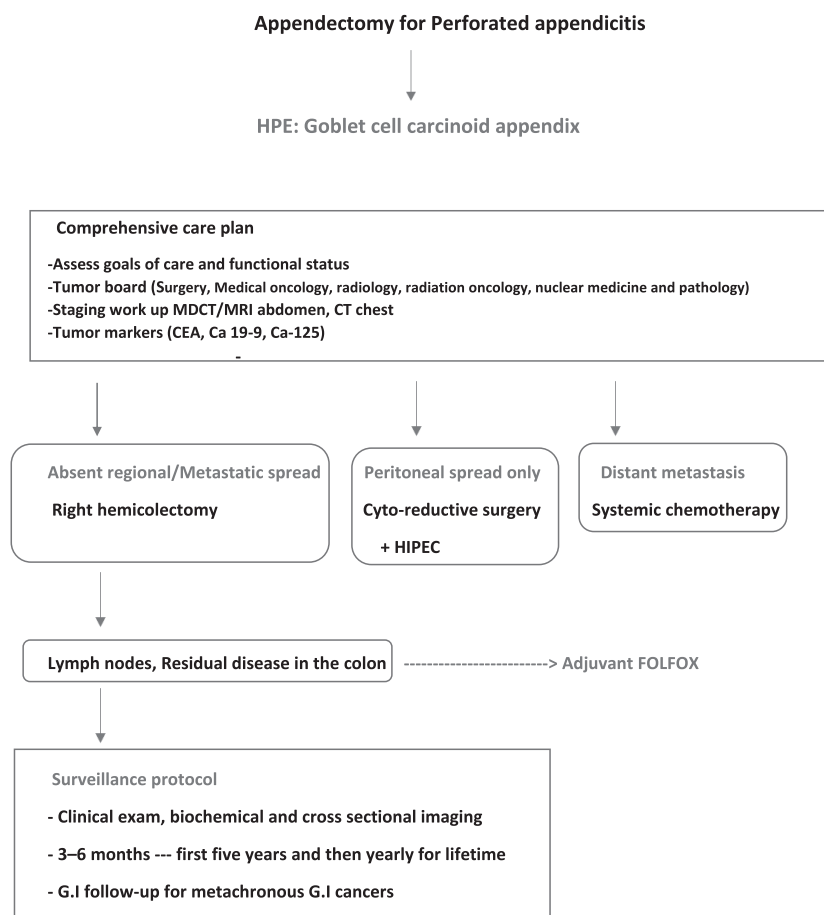 Appendectomy for Perforated appendicitis
HPE: Goblet cell carcinoid appendix
Comprehensive care plan
-Assess goals of care and functional status
-Tumor board (Surgery, Medical oncology, radiology, radiation oncology, nuclear medicine and pathology)
-Staging work up MDCT/MRI abdomen, CT chest
-Tumor markers (CEA, Ca 19-9, Ca-125)
-
Absent regional/Metastatic spread
Right hemicolectomy
Peritoneal spread only
Cyto-reductive surgery
+ HIPEC
Distant metastasis
Systemic chemotherapy
Lymph nodes, Residual disease in the colon
--------------------------> Adjuvant FOLFOX
Surveillance protocol
- Clinical exam, biochemical and cross sectional imaging
- 3–6 months --- first five years and then yearly for lifetime
- G.I follow-up for metachronous G.I cancers